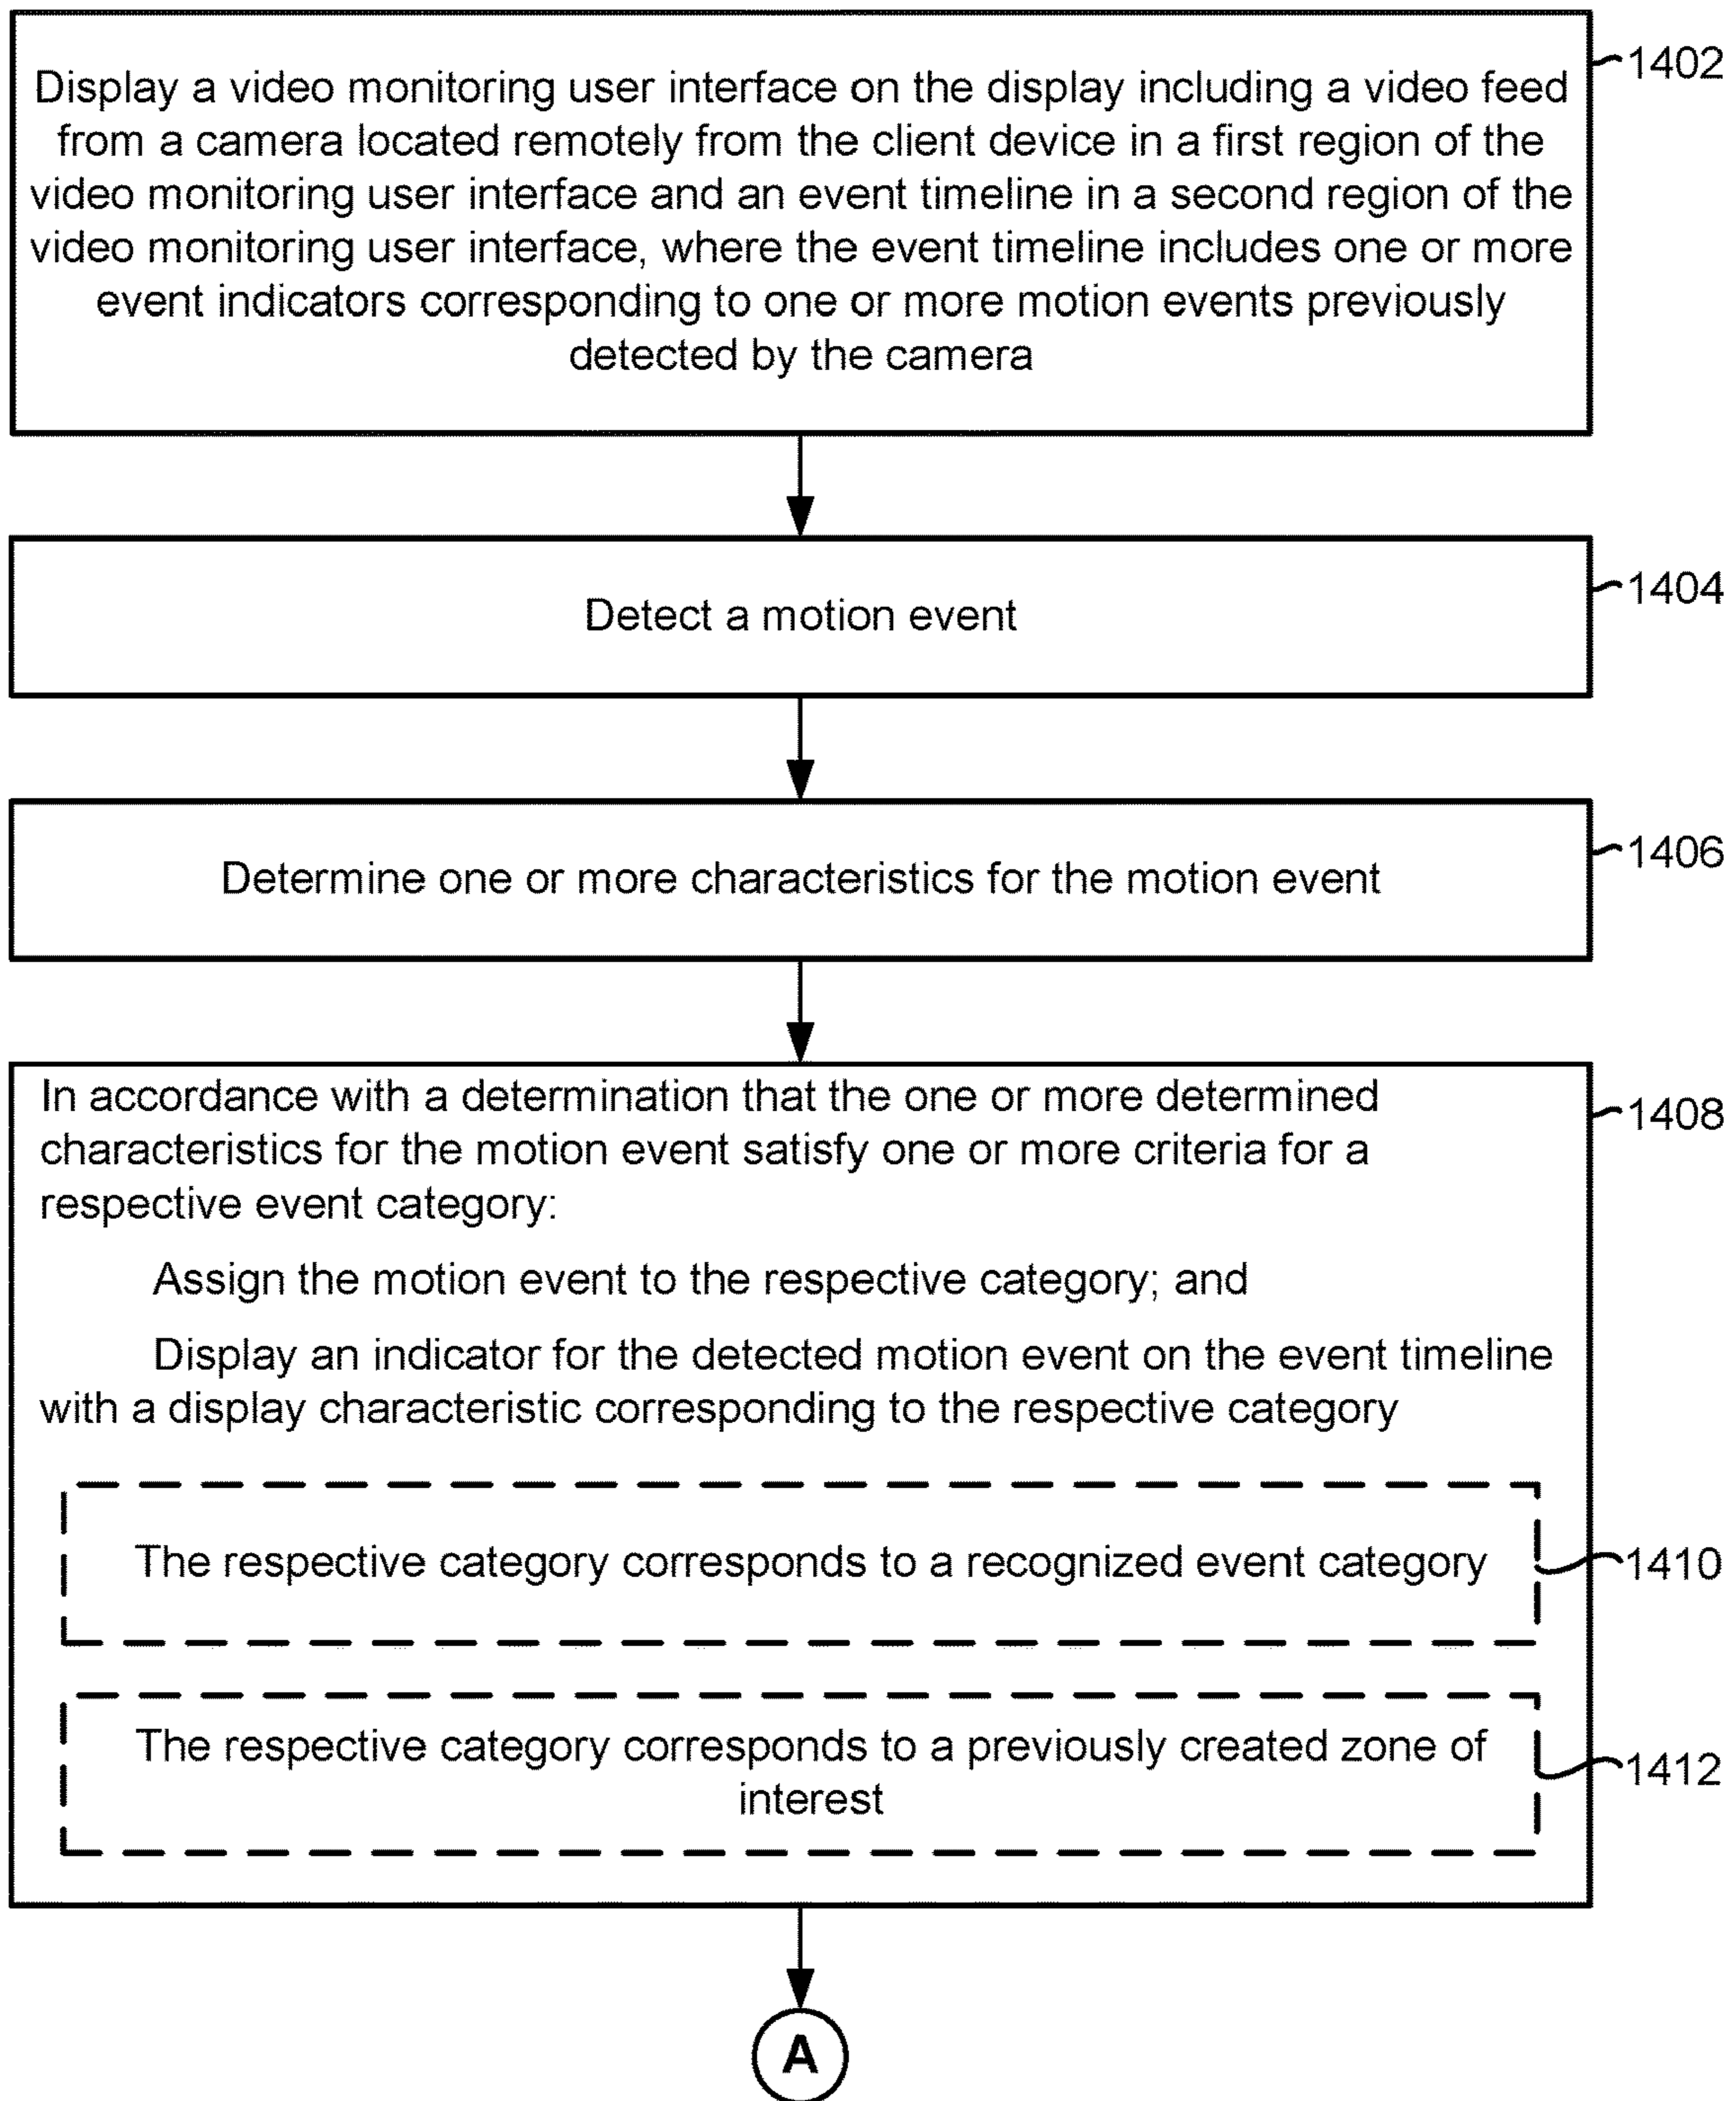 Display a video monitoring user interface on the display including a video feed
from a camera located remotely from the client device in a first region of the
video monitoring user interface and an event timeline in a second region of the
video monitoring user interface, where the event timeline includes one or more
event indicators corresponding to one or more motion events previously
detected by the camera
1402
Detect a motion event
1404
Determine one or more characteristics for the motion event
1406
In accordance with a determination that the one or more determined
characteristics for the motion event satisfy one or more criteria for a
respective event category:
Assign the motion event to the respective category; and
Display an indicator for the detected motion event on the event timeline
with a display characteristic corresponding to the respective category
1408
The respective category corresponds to a recognized event category
1410
The respective category corresponds to a previously created zone of
interest
1412
A